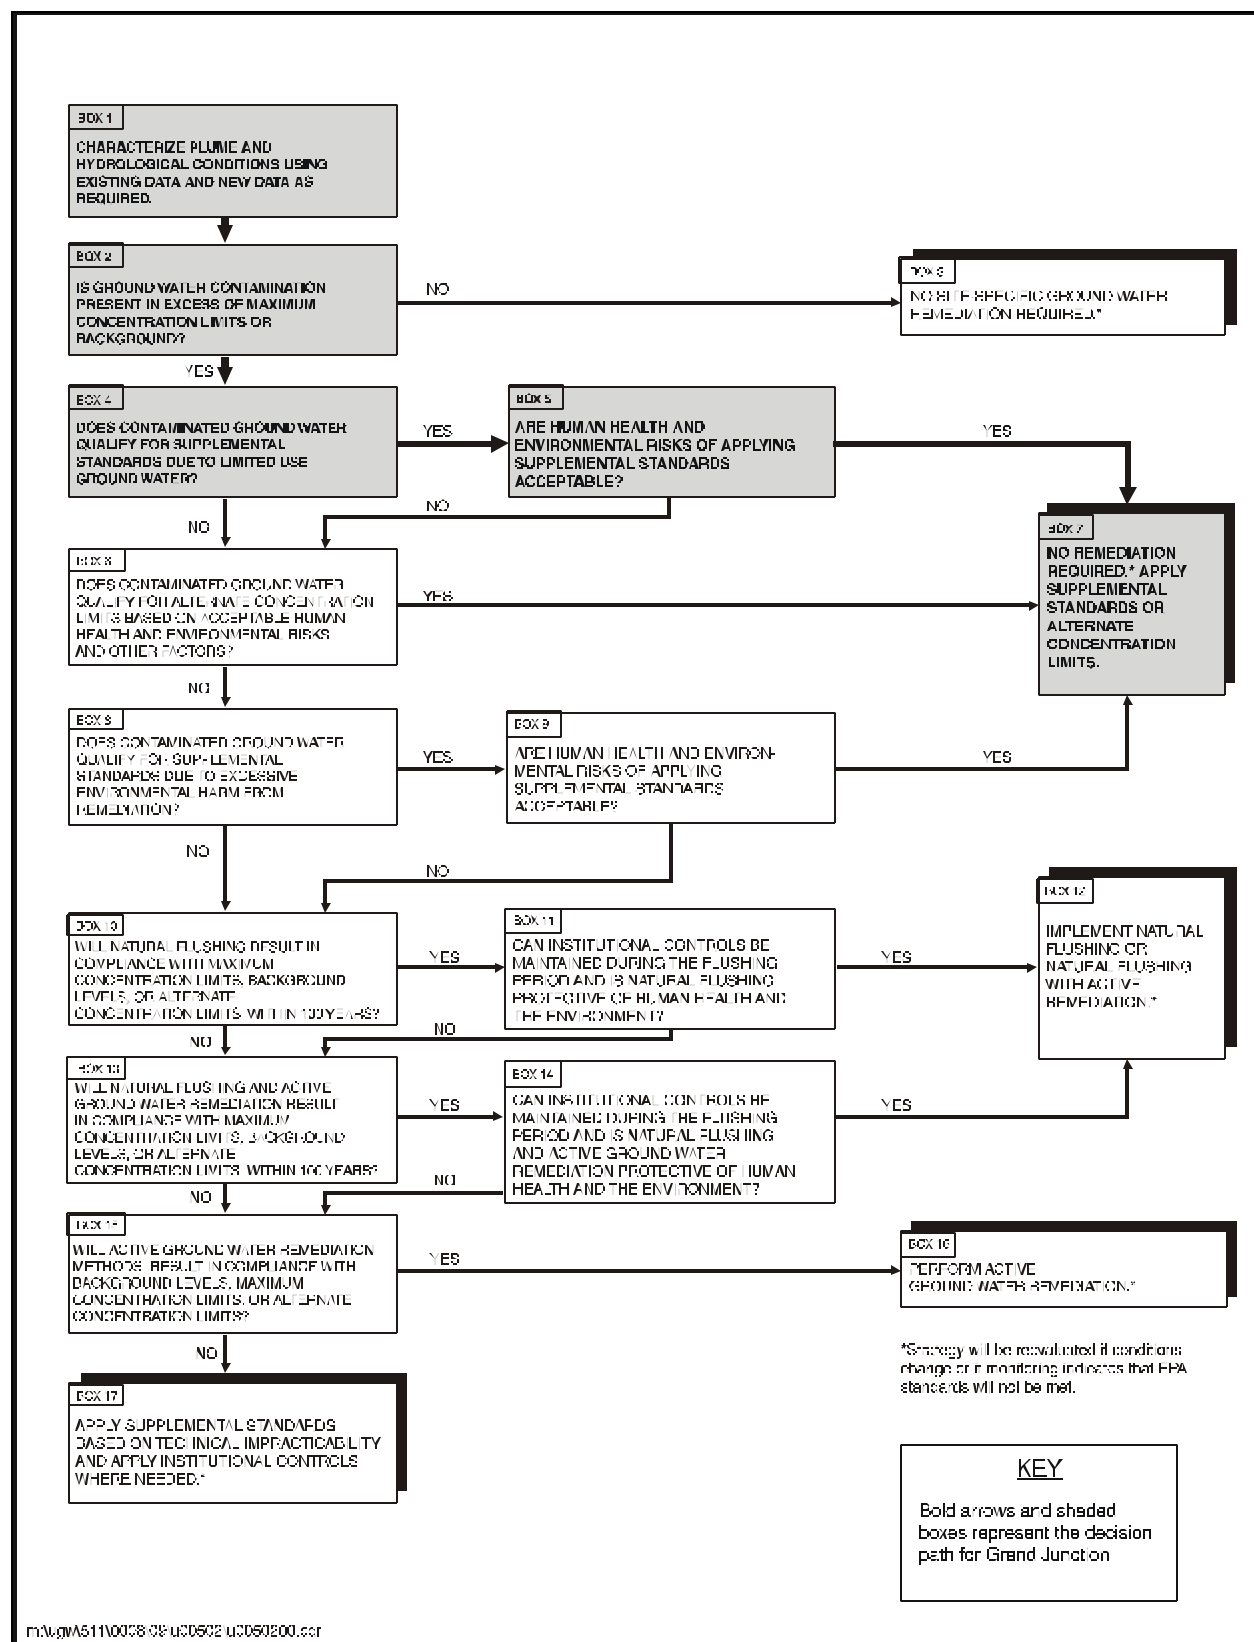 BOX 1
CHARACTERIZE PLUME AND
HYDROLOGICAL CONDITIONS USING
EXISTING DATA AND NEW DATA AS
REQUIRED.
BOX 2
IS GROUND WATER CONTAMINATION
PRESENT IN EXCESS OF MAXIMUM
CONCENTRATION LIMITS OR
BACKGROUND?
NO
BOX 3
NO SITE SPECIFIC GROUND WATER
REMEDIATION REQUIRED.*
YES
BOX 4
DOES CONTAMINATED GROUND WATER
QUALIFY FOR SUPPLEMENTAL
STANDARDS DUE TO LIMITED USE
GROUND WATER?
YES
BOX 5
ARE HUMAN HEALTH AND
ENVIRONMENTAL RISKS OF APPLYING
SUPPLEMENTAL STANDARDS
ACCEPTABLE?
YES
NO
NO
BOX 7
NO REMEDIATION
REQUIRED.* APPLY
SUPPLEMENTAL
STANDARDS OR
ALTERNATE
CONCENTRATION
LIMITS.
BOX
DOES CONTAMINATED GROUND WATER
QUALIFY FOR ALTERNATE CONCENTRATION
LIMITS BASED ON ACCEPTABLE HUMAN
HEALTH AND ENVIRONMENTAL RISKS
AND OTHER FACTORS?
YES
NO
BOX
DOES CONTAMINATED GROUND WATER
QUALIFY FOR SUPPLEMENTAL
STANDARDS DUE TO EXCESSIVE
ENVIRONMENTAL HARM FROM
REMEDIATION?
YES
BOX 9
ARE HUMAN HEALTH AND ENVIRON-
MENTAL RISKS OF APPLYING
SUPPLEMENTAL STANDARDS
ACCEPTABLE?
YES
NO
NO
BOX 10
WILL NATURAL FLUSHING RESULT IN
COMPLIANCE WITH MAXIMUM
CONCENTRATION LIMITS, BACKGROUND
LEVELS, OR ALTERNATE
CONCENTRATION LIMITS WITHIN 100 YEARS?
YES
BOX 11
CAN INSTITUTIONAL CONTROLS BE
MAINTAINED DURING THE FLUSHING
PERIOD AND IS NATURAL FLUSHING
PROTECTIVE OF HUMAN HEALTH AND
THE ENVIRONMENT?
YES
BOX 12
IMPLEMENT NATURAL
FLUSHING OR
NATURAL FLUSHING
WITH ACTIVE
REMEDIATION.*
NO
NO
BOX 13
WILL NATURAL FLUSHING AND ACTIVE
GROUND WATER REMEDIATION RESULT
IN COMPLIANCE WITH MAXIMUM
CONCENTRATION LIMITS, BACKGROUND
LEVELS, OR ALTERNATE
CONCENTRATION LIMITS WITHIN 100 YEARS?
YES
BOX 14
CAN INSTITUTIONAL CONTROLS BE
MAINTAINED DURING THE FLUSHING
PERIOD AND IS NATURAL FLUSHING
AND ACTIVE GROUND WATER
REMEDIATION PROTECTIVE OF HUMAN
HEALTH AND THE ENVIRONMENT?
YES
NO
NO
BOX 15
WILL ACTIVE GROUND WATER REMEDIATION
METHODS RESULT IN COMPLIANCE WITH
BACKGROUND LEVELS, MAXIMUM
CONCENTRATION LIMITS, OR ALTERNATE
CONCENTRATION LIMITS?
YES
BOX 16
PERFORM ACTIVE
GROUND WATER REMEDIATION.*
NO
BOX 17
APPLY SUPPLEMENTAL STANDARDS
BASED ON TECHNICAL IMPRACTICABILITY
AND APPLY INSTITUTIONAL CONTROLS
WHERE NEEDED.*
*Strategy will be reevaluated if conditions
change or if monitoring indicates that EPA
standards will not be met.
KEY
Bold arrows and shaded
boxes represent the decision
path for Grand Junction